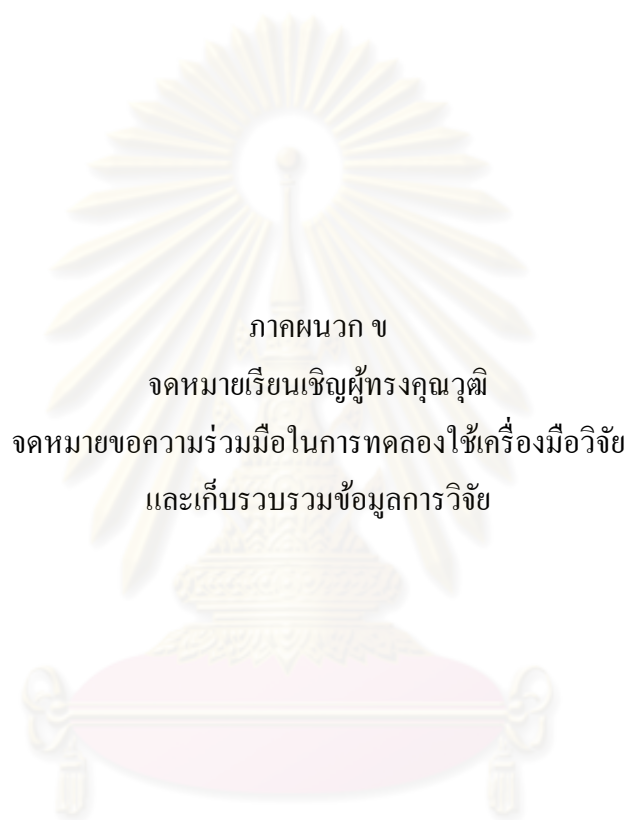 ภาคผนวก ข
จดหมายเรียนเชิญผู้ทรงคุณวุฒิ
จดหมายขอความร่วมมือในการทดลองใช้เครื่องมือวิจัย
และเก็บรวบรวมข้อมูลการวิจัย